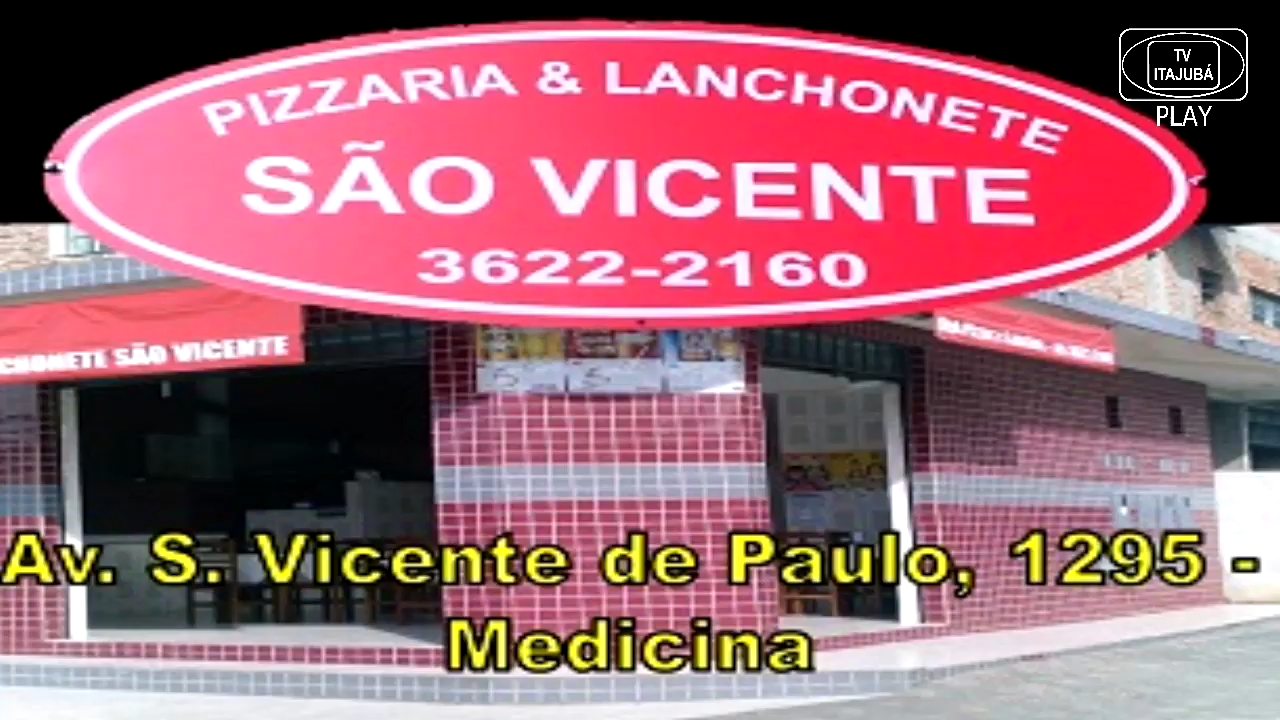 TV
ITAJUBÁ
PLAY
PIZZARIA & LANCHONETE
SÃO VICENTE
3622-2160
CHONETE SÃO VICENTE
Av. S. Vicente de Paulo, 1295 -
Medicina